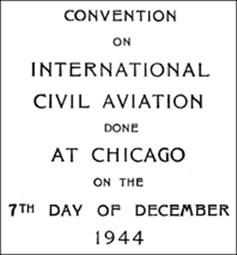 CONVENTION
ON
INTERNATIONAL
CIVIL AVIATION
DONE
AT CHICAGO
ON THE
7TH DAY OF DECEMBER
1944